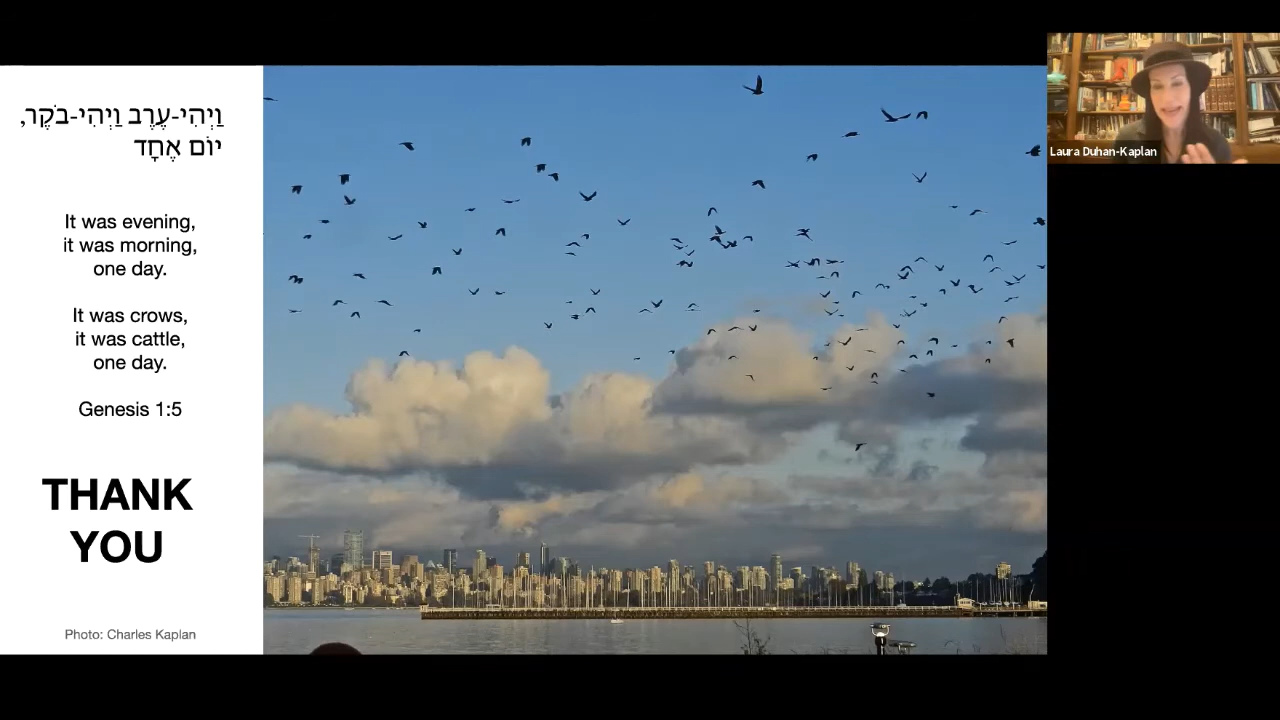 וַיְהִי-עֶרֶב וַיְהִי-בֹקֶר,
יוֹם אֶחָד
It was evening,
it was morning,
one day.
It was crows,
it was cattle,
one day.
Genesis 1:5
THANK
YOU
Photo: Charles Kaplan
Laura Duhan-Kaplan